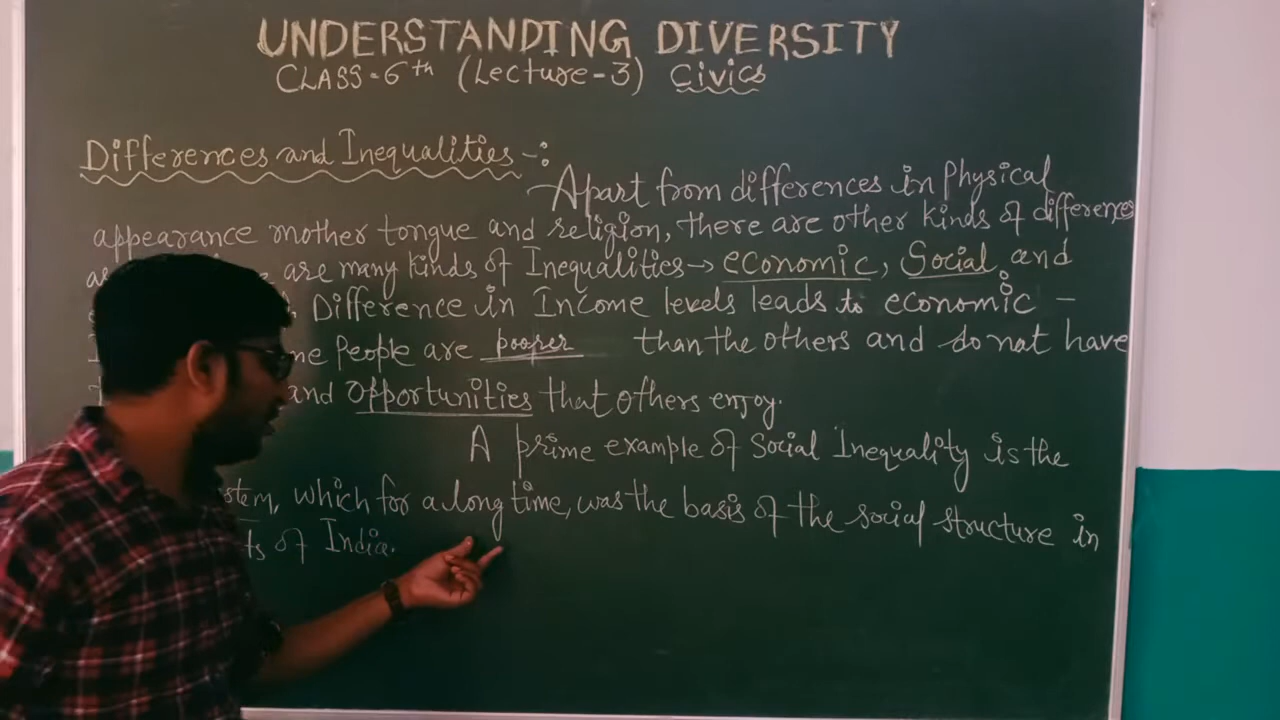 UNDERSTANDING DIVERSITY
CLASS-6th (Lecture-3) Civics
Differences and Inequalities -:
Apart from differences in Physical
appearance mother tongue and religion, there are other kinds of differences
are many kinds of Inequalities→ economic, Social and
Difference in Income levels leads to economic -
People are pooper than the others and do not have
and opportunities that others enjoy.
A prime example of Social Inequality is the
stem, which for a long time, was the basis of the social structure in
ts of India.